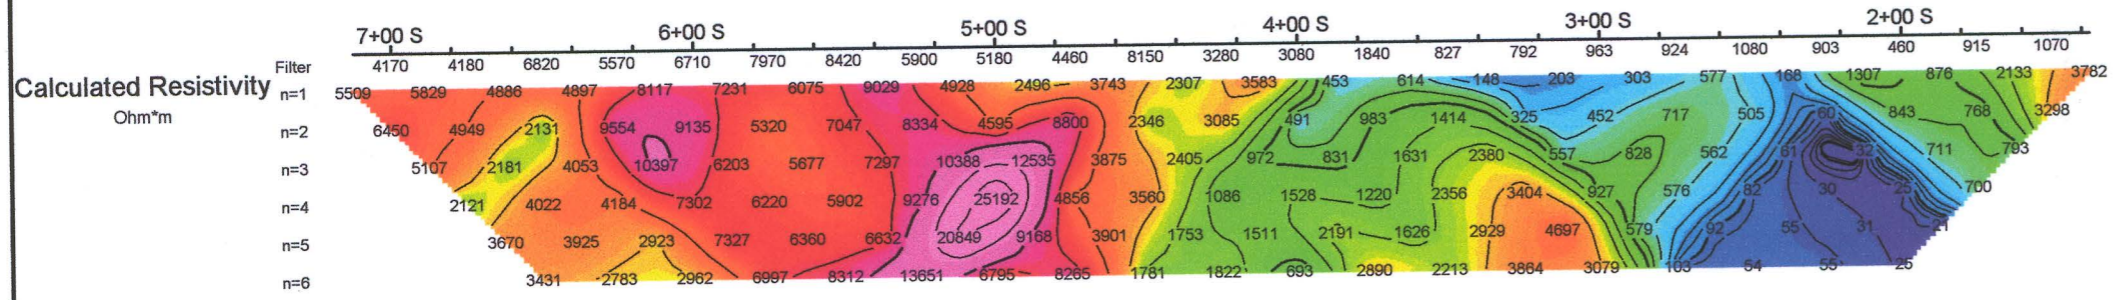 7+00 S 6+00 S 5+00 S 4+00 S 3+00 S 2+00 S
Filter 4170 4180 6820 5570 6710 7970 8420 5900 5180 4460 8150 3280 3080 1840 827 792 963 924 1080 903 460 915 1070
Calculated Resistivity
Ohm*m
n=1 5509 5829 4886 4897 8117 7231 6075 9029 4928 2496 3743 2307 3583 453 614 148 203 303 577 168 1307 876 2133 3782
n=2 6450 4949 2131 9554 9135 5320 7047 8334 4595 8800 2346 3085 491 983 1414 325 452 717 505 60 843 768 3298
n=3 5107 2181 4053 10397 6203 5677 7297 10388 12535 3875 2405 972 831 1631 2380 557 828 562 61 32 711 793
n=4 2121 4022 4184 7302 6220 5902 9276 25192 4856 3560 1086 1528 1220 2356 3404 927 576 82 30 25 700
n=5 3670 3925 2923 7327 6360 6632 20849 9168 3901 1753 1511 2191 1626 2929 4697 579 92 55 31 21
n=6 3431 2783 2962 6997 8312 13651 6795 8265 1781 1822 693 2890 2213 3864 3079 103 64 55 25